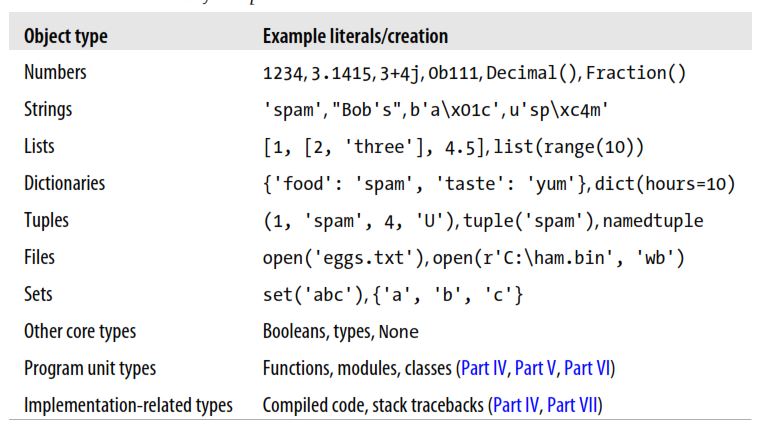 Object type Example literals/creation
Numbers 1234, 3.1415, 3+4j, 0b111, Decimal(), Fraction()
Strings 'spam', "Bob's", b'a\x01c', u'sp\xc4m'
Lists [1, [2, 'three'], 4.5], list(range(10))
Dictionaries {'food': 'spam', 'taste': 'yum'}, dict(hours=10)
Tuples (1, 'spam', 4, 'U'), tuple('spam'), namedtuple
Files open('eggs.txt'), open(r'C:\ham.bin', 'wb')
Sets set('abc'), {'a', 'b', 'c'}
Other core types Booleans, types, None
Program unit types Functions, modules, classes (Part IV, Part V, Part VI)
Implementation-related types Compiled code, stack tracebacks (Part IV, Part VII)